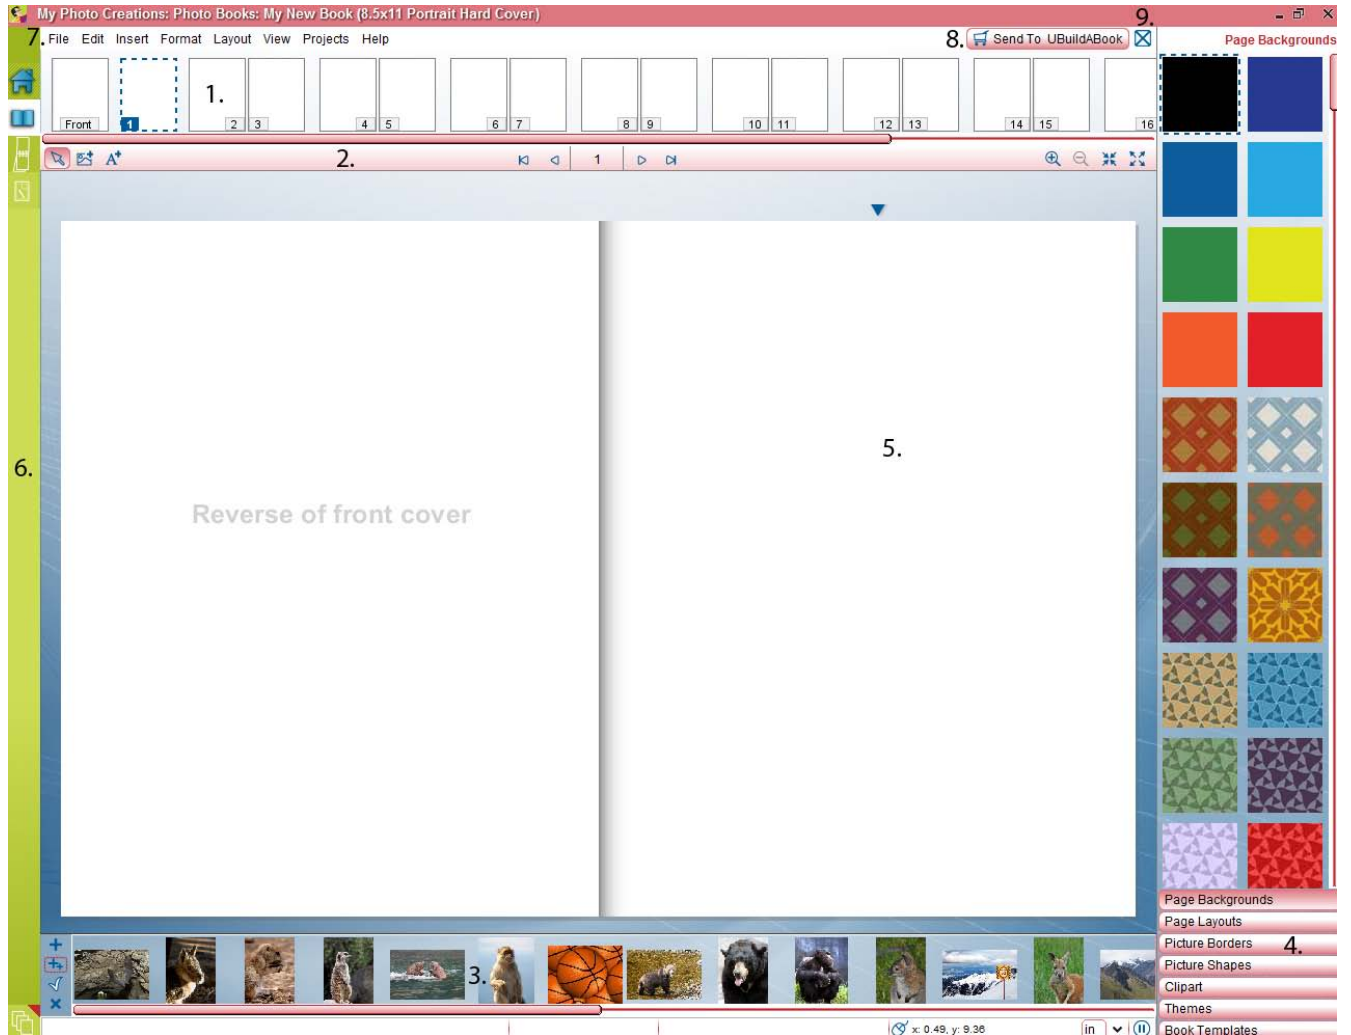 My Photo Creations: Photo Books: My New Book (8.5x11 Portrait Hard Cover)
9.
7. File Edit Insert Format Layout View Projects Help
8. Send To UBuildABook
Page Backgrounds
1.
Front 1 2 3 4 5 6 7 8 9 10 11 12 13 14 15 16
2. 1
5.
6.
Reverse of front cover
Page Backgrounds
Page Layouts
Picture Borders 4.
Picture Shapes
Clipart
Themes
Book Templates
3.
x: 0.49, y: 9.36 in